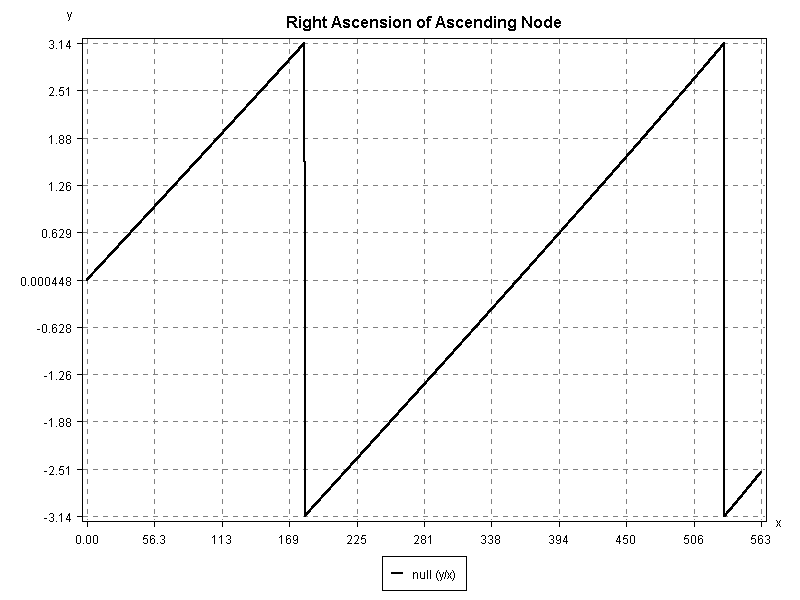 y
Right Ascension of Ascending Node
3.14
2.51
1.88
1.26
0.629
0.000448
-0.628
-1.26
-1.88
-2.51
-3.14
x
0.00 56.3 113 169 225 281 338 394 450 506 563
null (y/x)